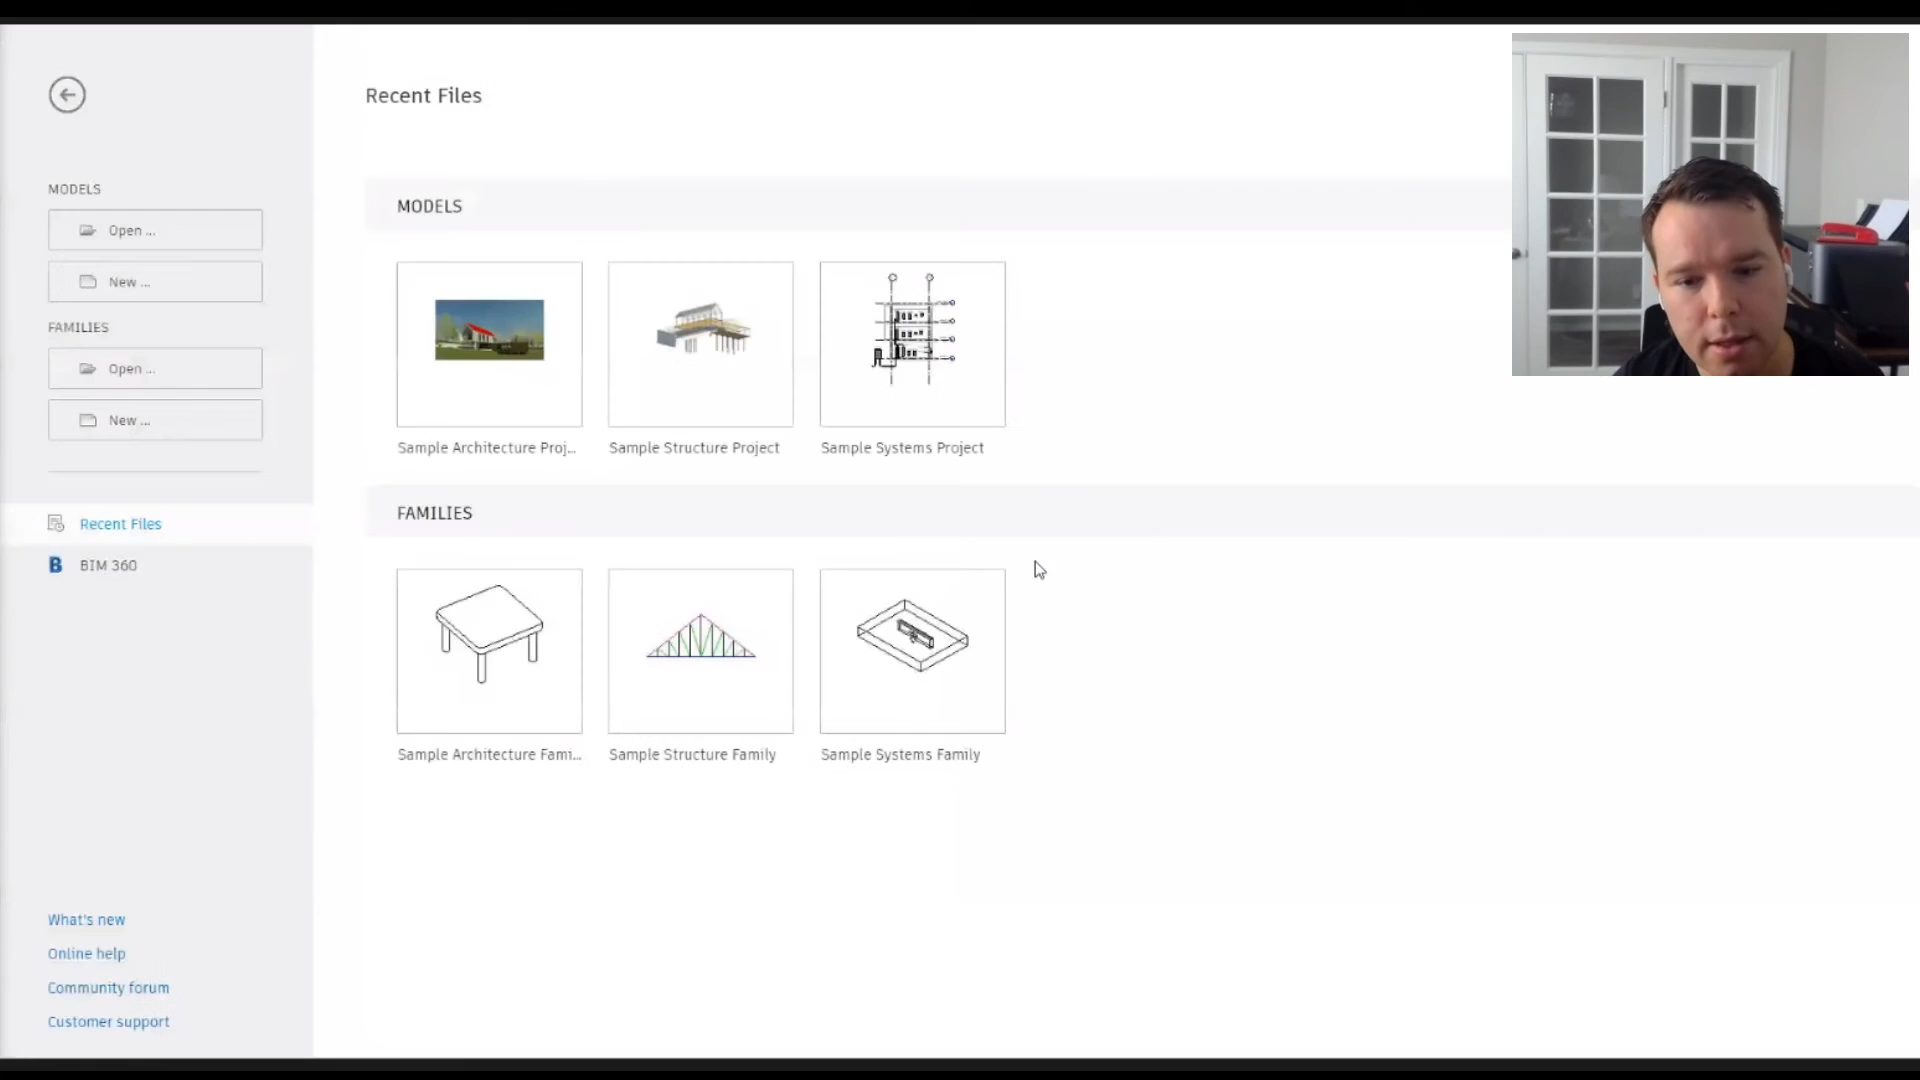 Recent Files
MODELS
Open ...
New ...
FAMILIES
Open ...
New ...
Recent Files
B BIM 360
What's new
Online help
Community forum
Customer support
MODELS
Sample Architecture Proj...
Sample Structure Project
Sample Systems Project
FAMILIES
Sample Architecture Fami...
Sample Structure Family
Sample Systems Family